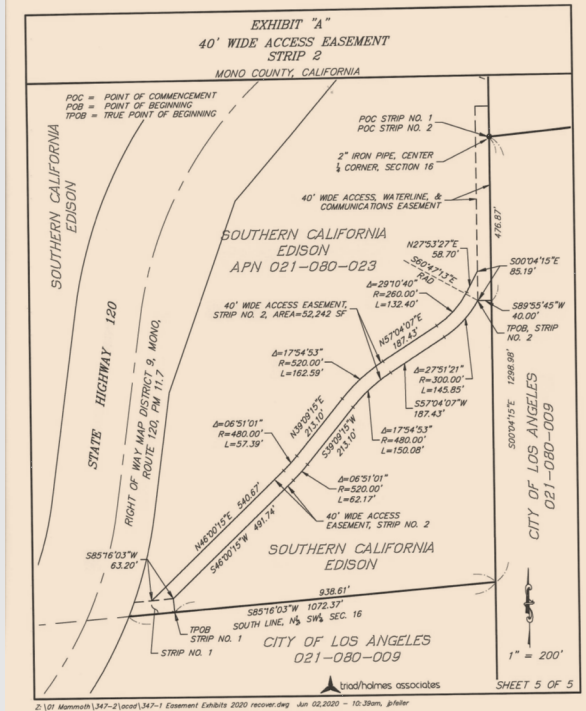 EXHIBIT "A"
40' WIDE ACCESS EASEMENT
STRIP 2
MONO COUNTY, CALIFORNIA
POC = POINT OF COMMENCEMENT
POB = POINT OF BEGINNING
TPOB = TRUE POINT OF BEGINNING
SOUTHERN CALIFORNIA
EDISON
STATE HIGHWAY 120
RIGHT OF WAY MAP DISTRICT 9, MONO,
ROUTE 120, PM 11.7
POC STRIP NO. 1
POC STRIP NO. 2
2" IRON PIPE, CENTER
¼ CORNER, SECTION 16
40' WIDE ACCESS, WATERLINE, &
COMMUNICATIONS EASEMENT
476.87'
SOUTHERN CALIFORNIA
EDISON
APN 021-080-023
N27°53'27"E
58.70'
S60°47'13"E
RAD
S00°04'15"E
85.19'
S89°55'45"W
40.00'
TPOB, STRIP
NO. 2
Δ=29°10'40"
R=260.00'
L=132.40'
40' WIDE ACCESS EASEMENT,
STRIP NO. 2, AREA=52,242 SF
N57°04'07"E
187.43'
Δ=17°54'53"
R=520.00'
L=162.59'
Δ=27°51'21"
R=300.00'
L=145.85'
S57°04'07"W
187.43'
S00°04'15"E 1298.98'
CITY OF LOS ANGELES
021-080-009
Δ=06°51'01"
R=480.00'
L=57.39'
N39°09'15"E
213.10'
S39°09'15"W
213.10'
Δ=17°54'53"
R=480.00'
L=150.08'
Δ=06°51'01"
R=520.00'
L=62.17'
40' WIDE ACCESS
EASEMENT, STRIP NO. 2
N46°00'15"E 540.67'
S46°00'15"W 491.74'
SOUTHERN CALIFORNIA
EDISON
S85°16'03"W
63.20'
938.61'
S85°16'03"W 1072.37'
SOUTH LINE, N½ SW¼ SEC. 16
TPOB
STRIP NO. 1
STRIP NO. 1
CITY OF LOS ANGELES
021-080-009
1" = 200'
triad/holmes associates
SHEET 5 OF 5
Z:\01 Mammoth\347-2\acad\347-1 Easement Exhibits 2020 recover.dwg Jun 02,2020 - 10:39am, jpfeiler